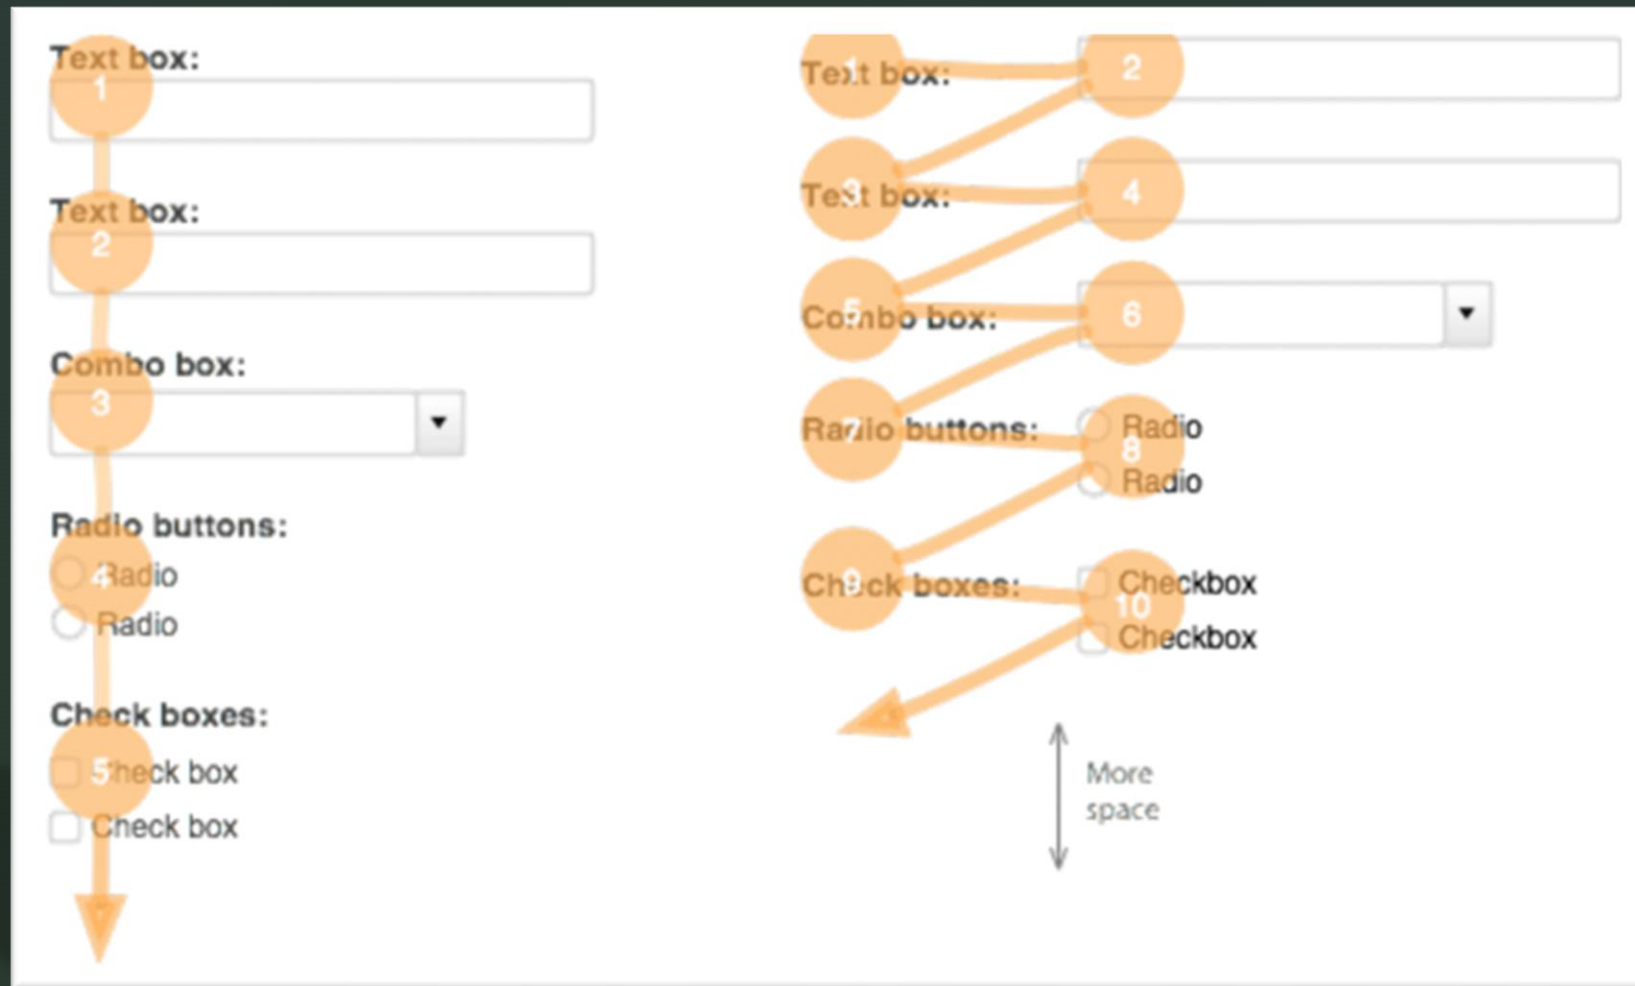 Text box:
1
Text box:
2
Combo box:
3
Radio buttons:
4 Radio
Radio
Check boxes:
5 Check box
Check box
1
Text box:
2
3
Text box:
4
5
Combo box:
6
7
Radio buttons:
Radio
8
Radio
9
Check boxes:
Checkbox
10
Checkbox
More
space